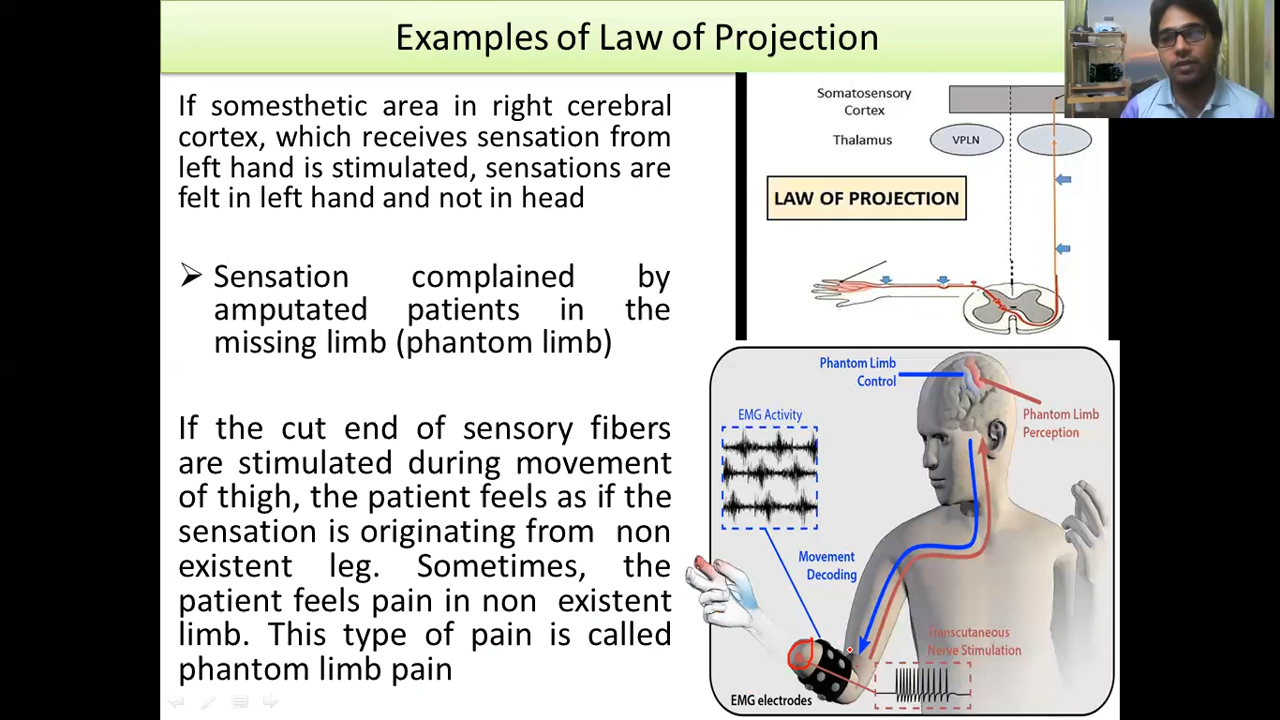 Examples of Law of Projection
If somesthetic area in right cerebral
cortex, which receives sensation from
left hand is stimulated, sensations are
felt in left hand and not in head
Sensation complained by
amputated patients in the
missing limb (phantom limb)
If the cut end of sensory fibers
are stimulated during movement
of thigh, the patient feels as if the
sensation is originating from non
existent leg. Sometimes, the
patient feels pain in non existent
limb. This type of pain is called
phantom limb pain
Somatosensory
Cortex
Thalamus
VPLN
LAW OF PROJECTION
Phantom Limb
Control
EMG Activity
Phantom Limb
Perception
Movement
Decoding
Transcutaneous
Nerve Stimulation
EMG electrodes